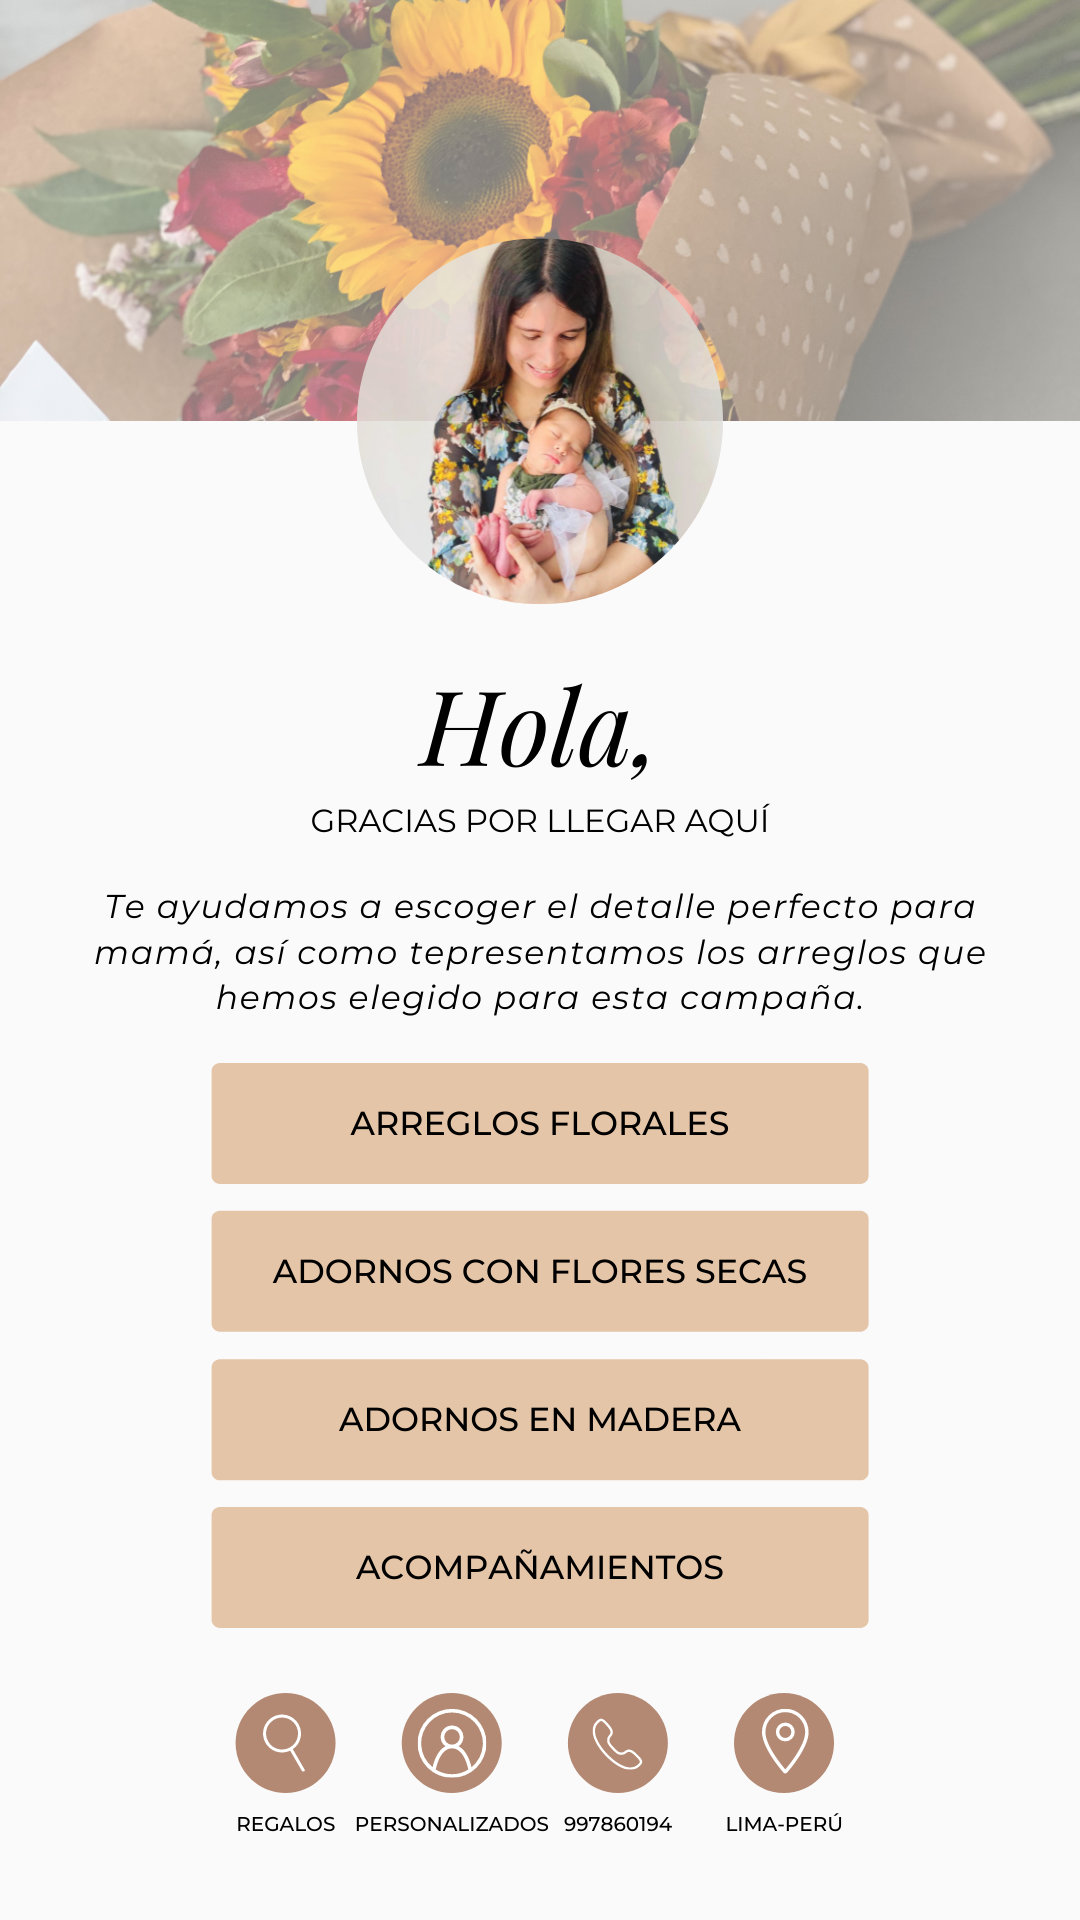 Hola,
GRACIAS POR LLEGAR AQUÍ
Te ayudamos a escoger el detalle perfecto para
mamá, así como tepresentamos los arreglos que
hemos elegido para esta campaña.
ARREGLOS FLORALES
ADORNOS CON FLORES SECAS
ADORNOS EN MADERA
ACOMPAÑAMIENTOS
REGALOS PERSONALIZADOS 997860194 LIMA-PERÚ